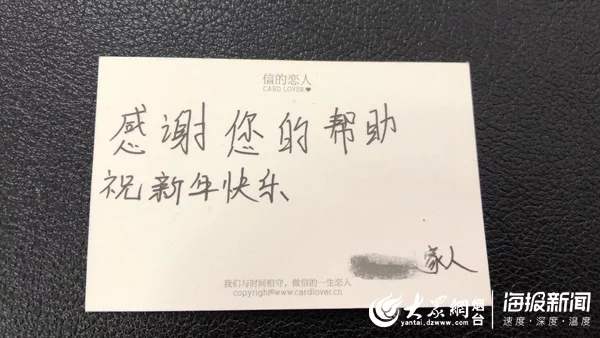 信的恋人
CARD LOVER♥
感谢您的帮助
祝新年快乐
家人
我们与时间相守，做信的一生恋人
copyright©www.cardlover.cn
大众网 烟台
yantai.dzwww.com
海报新闻
速度·深度·温度